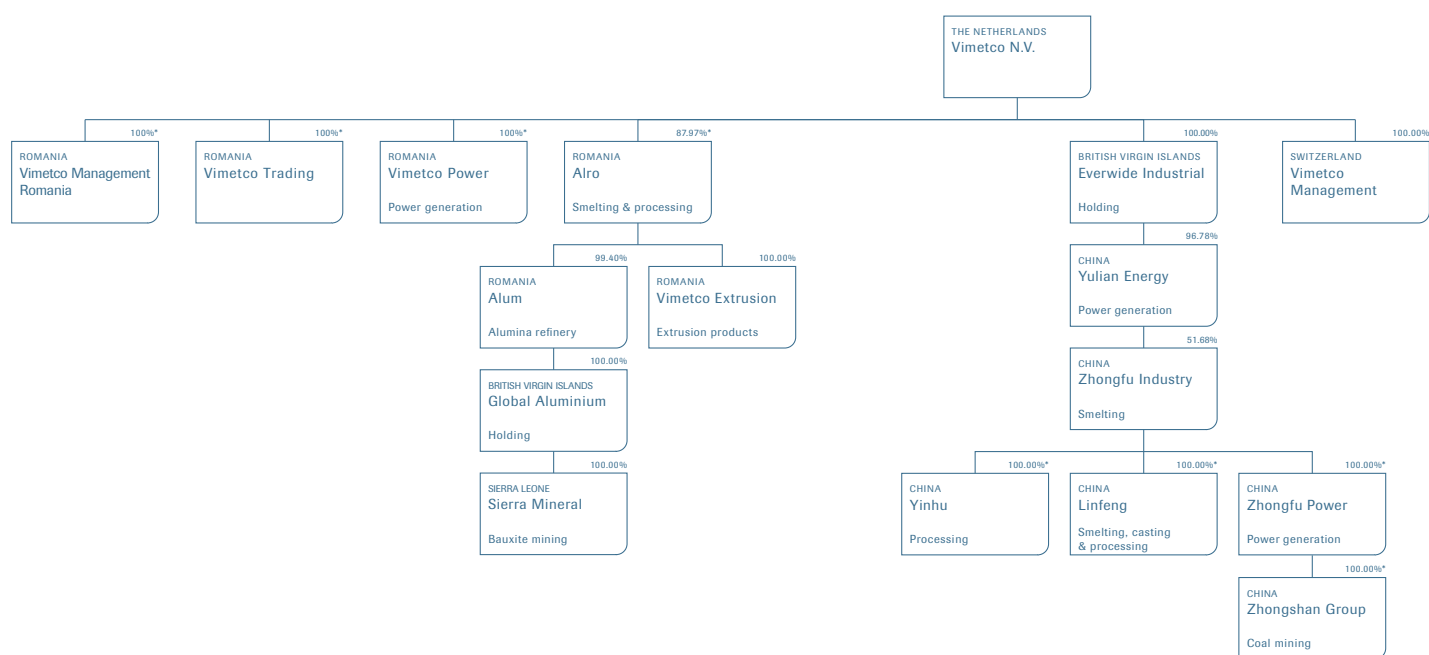 THE NETHERLANDS
Vimetco N.V.
100%*
ROMANIA
Vimetco Management
Romania
100%*
ROMANIA
Vimetco Trading
100%*
ROMANIA
Vimetco Power
Power generation
87.97%*
ROMANIA
Alro
Smelting & processing
100.00%
BRITISH VIRGIN ISLANDS
Everwide Industrial
Holding
100.00%
SWITZERLAND
Vimetco
Management
99.40%
ROMANIA
Alum
Alumina refinery
100.00%
ROMANIA
Vimetco Extrusion
Extrusion products
96.78%
CHINA
Yulian Energy
Power generation
100.00%
BRITISH VIRGIN ISLANDS
Global Aluminium
Holding
51.68%
CHINA
Zhongfu Industry
Smelting
100.00%
SIERRA LEONE
Sierra Mineral
Bauxite mining
100.00%*
CHINA
Yinhu
Processing
100.00%*
CHINA
Linfeng
Smelting, casting
& processing
100.00%*
CHINA
Zhongfu Power
Power generation
100.00%*
CHINA
Zhongshan Group
Coal mining